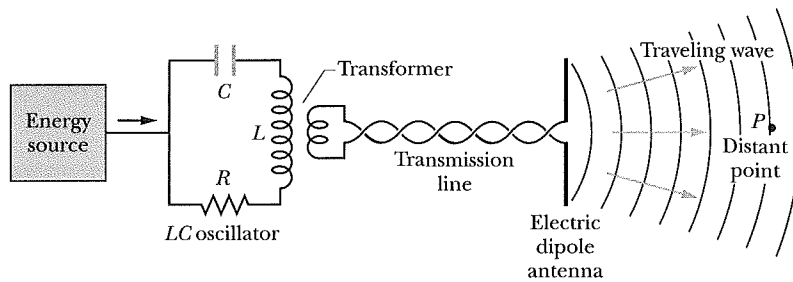 Energy
source
C
L
R
LC oscillator
Transformer
Transmission
line
Electric
dipole
antenna
Traveling wave
P
Distant
point